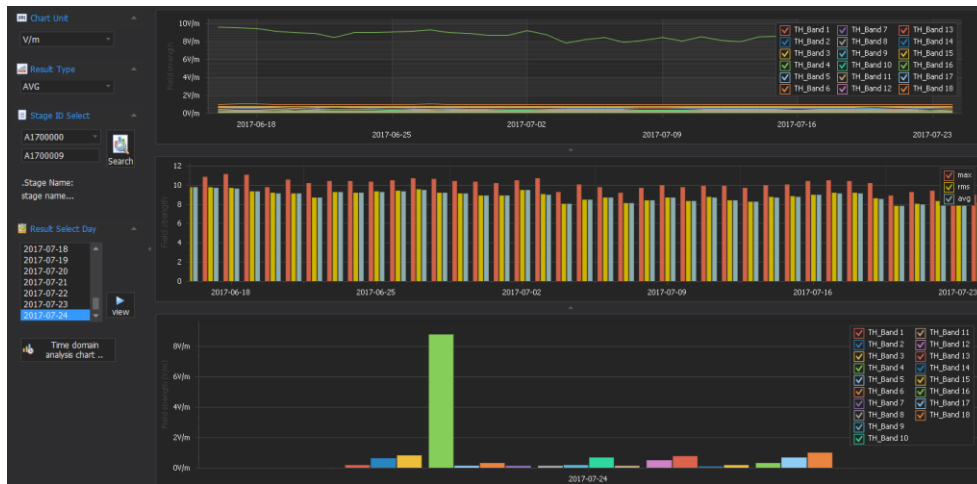 Chart Unit
V/m
Result Type
AVG
Stage ID Select
A1700000
A1700009
Search
.Stage Name:
stage name...
Result Select Day
2017-07-18
2017-07-19
2017-07-20
2017-07-21
2017-07-22
2017-07-23
2017-07-24
view
Time domain
analysis chart ..
10V/m
8V/m
6V/m
4V/m
2V/m
0V/m
Field strength
2017-06-18
2017-06-25
2017-07-02
2017-07-09
2017-07-16
2017-07-23
TH_Band 1 TH_Band 7 TH_Band 13
TH_Band 2 TH_Band 8 TH_Band 14
TH_Band 3 TH_Band 9 TH_Band 15
TH_Band 4 TH_Band 10 TH_Band 16
TH_Band 5 TH_Band 11 TH_Band 17
TH_Band 6 TH_Band 12 TH_Band 18
12
10
8
6
4
2
0
Field strength
max
rms
avg
2017-06-18 2017-06-25 2017-07-02 2017-07-09 2017-07-16 2017-07-23
8V/m
6V/m
4V/m
2V/m
0V/m
Field strength (V/m)
2017-07-24
TH_Band 1 TH_Band 11
TH_Band 2 TH_Band 12
TH_Band 3 TH_Band 13
TH_Band 4 TH_Band 14
TH_Band 5 TH_Band 15
TH_Band 6 TH_Band 16
TH_Band 7 TH_Band 17
TH_Band 8 TH_Band 18
TH_Band 9
TH_Band 10